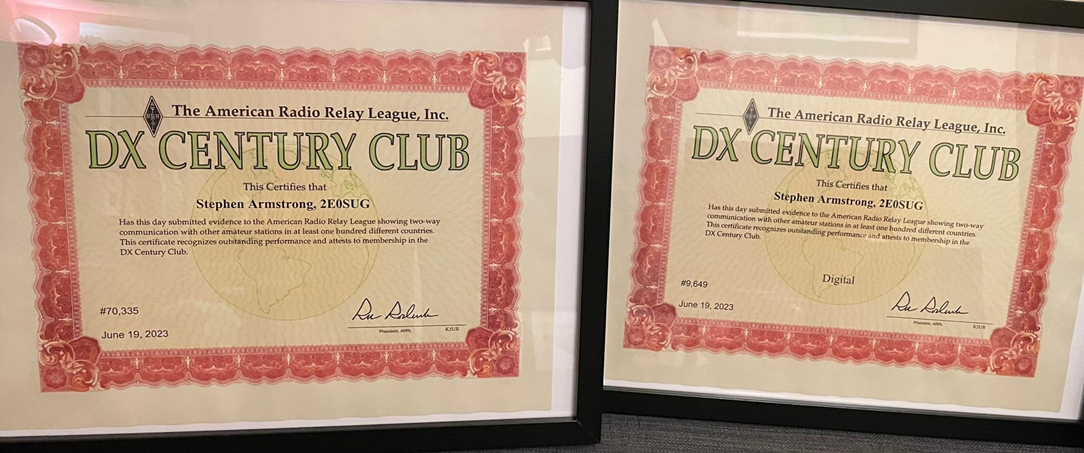 The American Radio Relay League, Inc.
DX CENTURY CLUB
This Certifies that
Stephen Armstrong, 2E0SUG
Has this day submitted evidence to the American Radio Relay League showing two-way
communication with other amateur stations in at least one hundred different countries.
This certificate recognizes outstanding performance and attests to membership in the
DX Century Club.
#70,335
June 19, 2023
President, ARRL
K5UR
The American Radio Relay League, Inc.
DX CENTURY CLUB
This Certifies that
Stephen Armstrong, 2E0SUG
Has this day submitted evidence to the American Radio Relay League showing two-way
communication with other amateur stations in at least one hundred different countries.
This certificate recognizes outstanding performance and attests to membership in the
DX Century Club.
Digital
#9,649
June 19, 2023
President, ARRL
K5UR